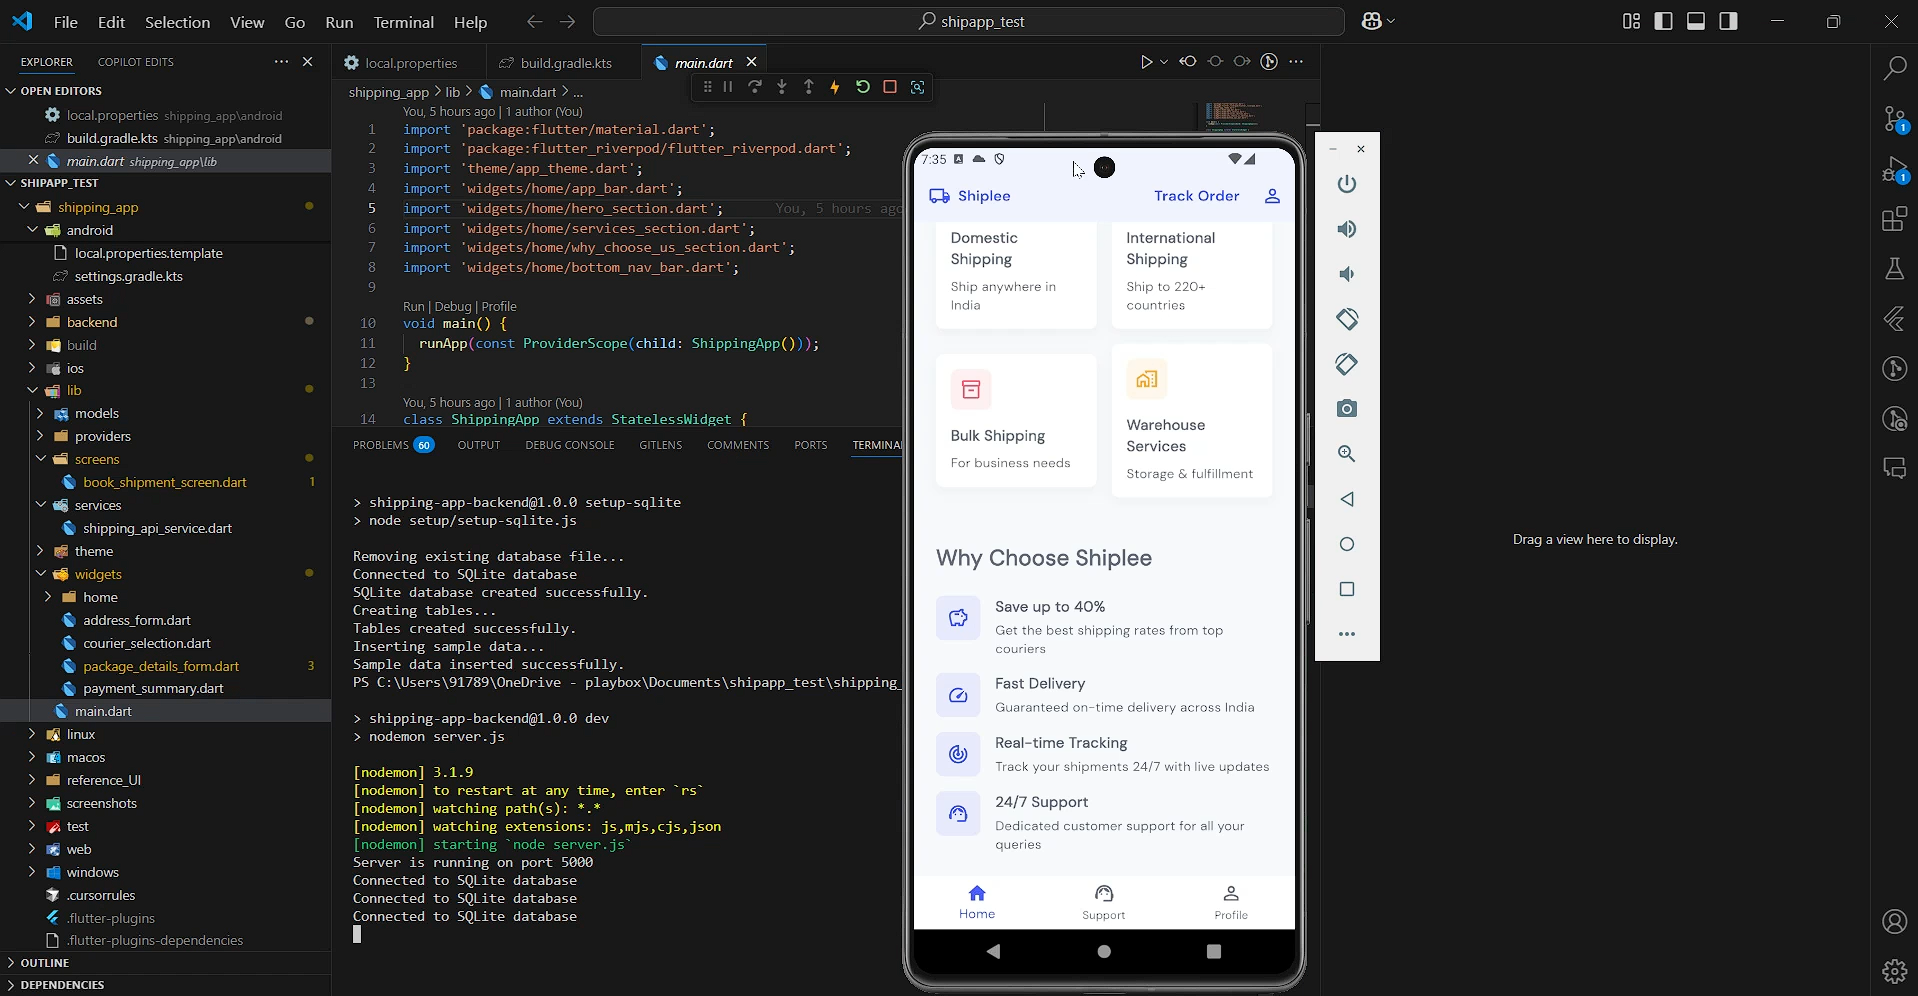 File Edit Selection View Go Run Terminal Help
shipapp_test
EXPLORER COPILOT EDITS
OPEN EDITORS
local.properties shipping_app\android
build.gradle.kts shipping_app\android
main.dart shipping_app\lib
SHIPAPP_TEST
shipping_app
android
local.properties.template
settings.gradle.kts
assets
backend
build
ios
lib
models
providers
screens
book_shipment_screen.dart 1
services
shipping_api_service.dart
theme
widgets
home
address_form.dart
courier_selection.dart
package_details_form.dart 3
payment_summary.dart
main.dart
linux
macos
reference_UI
screenshots
test
web
windows
.cursorrules
.flutter-plugins
.flutter-plugins-dependencies
OUTLINE
DEPENDENCIES
local.properties build.gradle.kts main.dart
shipping_app > lib > main.dart > ...
You, 5 hours ago | 1 author (You)
1 import 'package:flutter/material.dart';
2 import 'package:flutter_riverpod/flutter_riverpod.dart';
3 import 'theme/app_theme.dart';
4 import 'widgets/home/app_bar.dart';
5 import 'widgets/home/hero_section.dart'; You, 5 hours ago
6 import 'widgets/home/services_section.dart';
7 import 'widgets/home/why_choose_us_section.dart';
8 import 'widgets/home/bottom_nav_bar.dart';
9
Run | Debug | Profile
10 void main() {
11 runApp(const ProviderScope(child: ShippingApp()));
12 }
13
You, 5 hours ago | 1 author (You)
14 class ShippingApp extends StatelessWidget {
PROBLEMS 60 OUTPUT DEBUG CONSOLE GITLENS COMMENTS PORTS TERMINAL
> shipping-app-backend@1.0.0 setup-sqlite
> node setup/setup-sqlite.js
Removing existing database file...
Connected to SQLite database
SQLite database created successfully.
Creating tables...
Tables created successfully.
Inserting sample data...
Sample data inserted successfully.
PS C:\Users\91789\OneDrive - playbox\Documents\shipapp_test\shipping_
> shipping-app-backend@1.0.0 dev
> nodemon server.js
[nodemon] 3.1.9
[nodemon] to restart at any time, enter `rs`
[nodemon] watching path(s): *.*
[nodemon] watching extensions: js,mjs,cjs,json
[nodemon] starting `node server.js`
Server is running on port 5000
Connected to SQLite database
Connected to SQLite database
Connected to SQLite database
7:35
Shiplee Track Order
Domestic
Shipping
Ship anywhere in
India
International
Shipping
Ship to 220+
countries
Bulk Shipping
For business needs
Warehouse
Services
Storage & fulfillment
Why Choose Shiplee
Save up to 40%
Get the best shipping rates from top
couriers
Fast Delivery
Guaranteed on-time delivery across India
Real-time Tracking
Track your shipments 24/7 with live updates
24/7 Support
Dedicated customer support for all your
queries
Home Support Profile
Drag a view here to display.
1
1